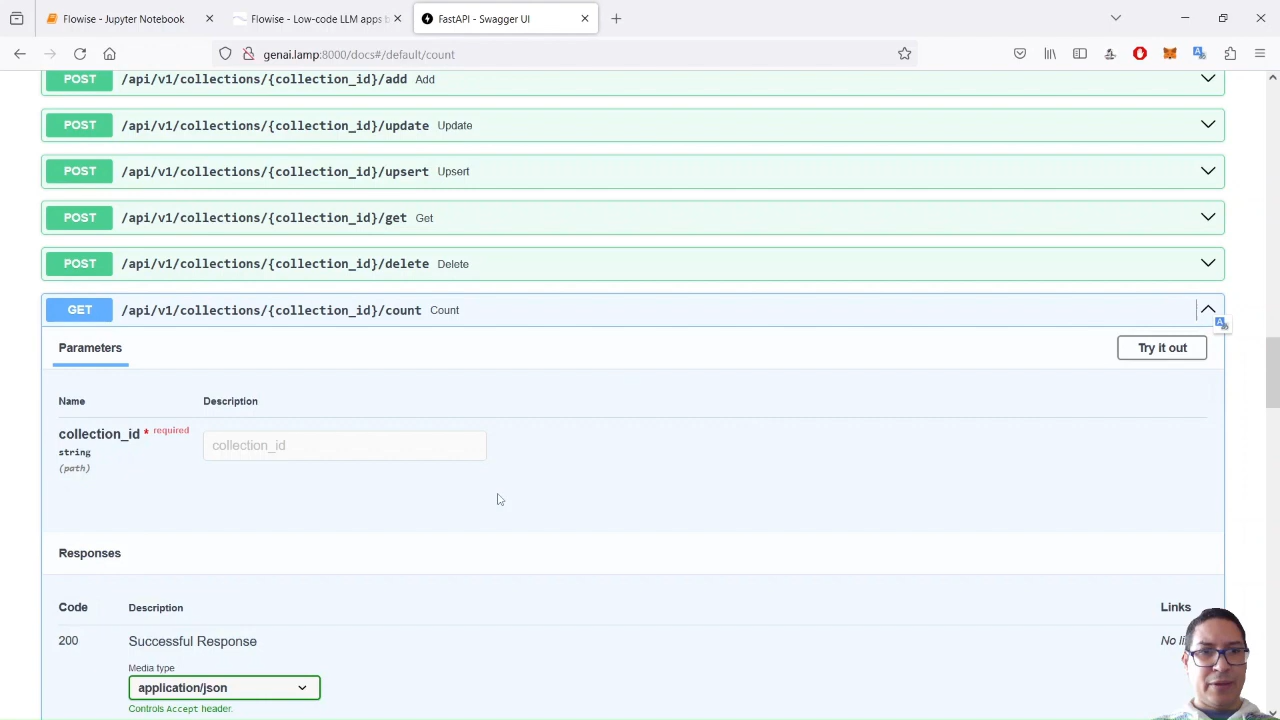 Flowise - Jupyter Notebook
Flowise - Low-code LLM apps b
FastAPI - Swagger UI
genai.lamp:8000/docs#/default/count
POST /api/v1/collections/{collection_id}/add Add
POST /api/v1/collections/{collection_id}/update Update
POST /api/v1/collections/{collection_id}/upsert Upsert
POST /api/v1/collections/{collection_id}/get Get
POST /api/v1/collections/{collection_id}/delete Delete
GET /api/v1/collections/{collection_id}/count Count
Parameters Try it out
Name Description
collection_id * required
string
(path)
collection_id
Responses
Code Description Links
200 Successful Response No li
Media type
application/json
Controls Accept header.